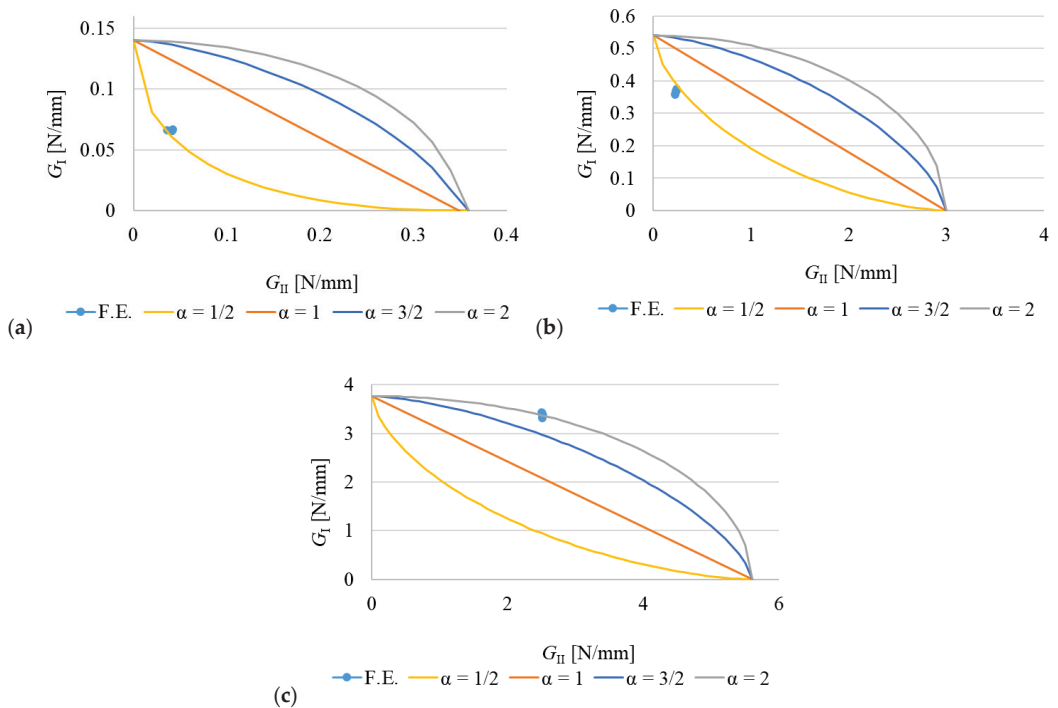 0.15
0.1
0.05
0
G_I [N/mm]
0 0.1 0.2 0.3 0.4
G_II [N/mm]
F.E. α = 1/2 α = 1 α = 3/2 α = 2
(a)
0.6
0.5
0.4
0.3
0.2
0.1
0
G_I [N/mm]
0 1 2 3 4
G_II [N/mm]
F.E. α = 1/2 α = 1 α = 3/2 α = 2
(b)
4
3
2
1
0
G_I [N/mm]
0 2 4 6
G_II [N/mm]
F.E. α = 1/2 α = 1 α = 3/2 α = 2
(c)